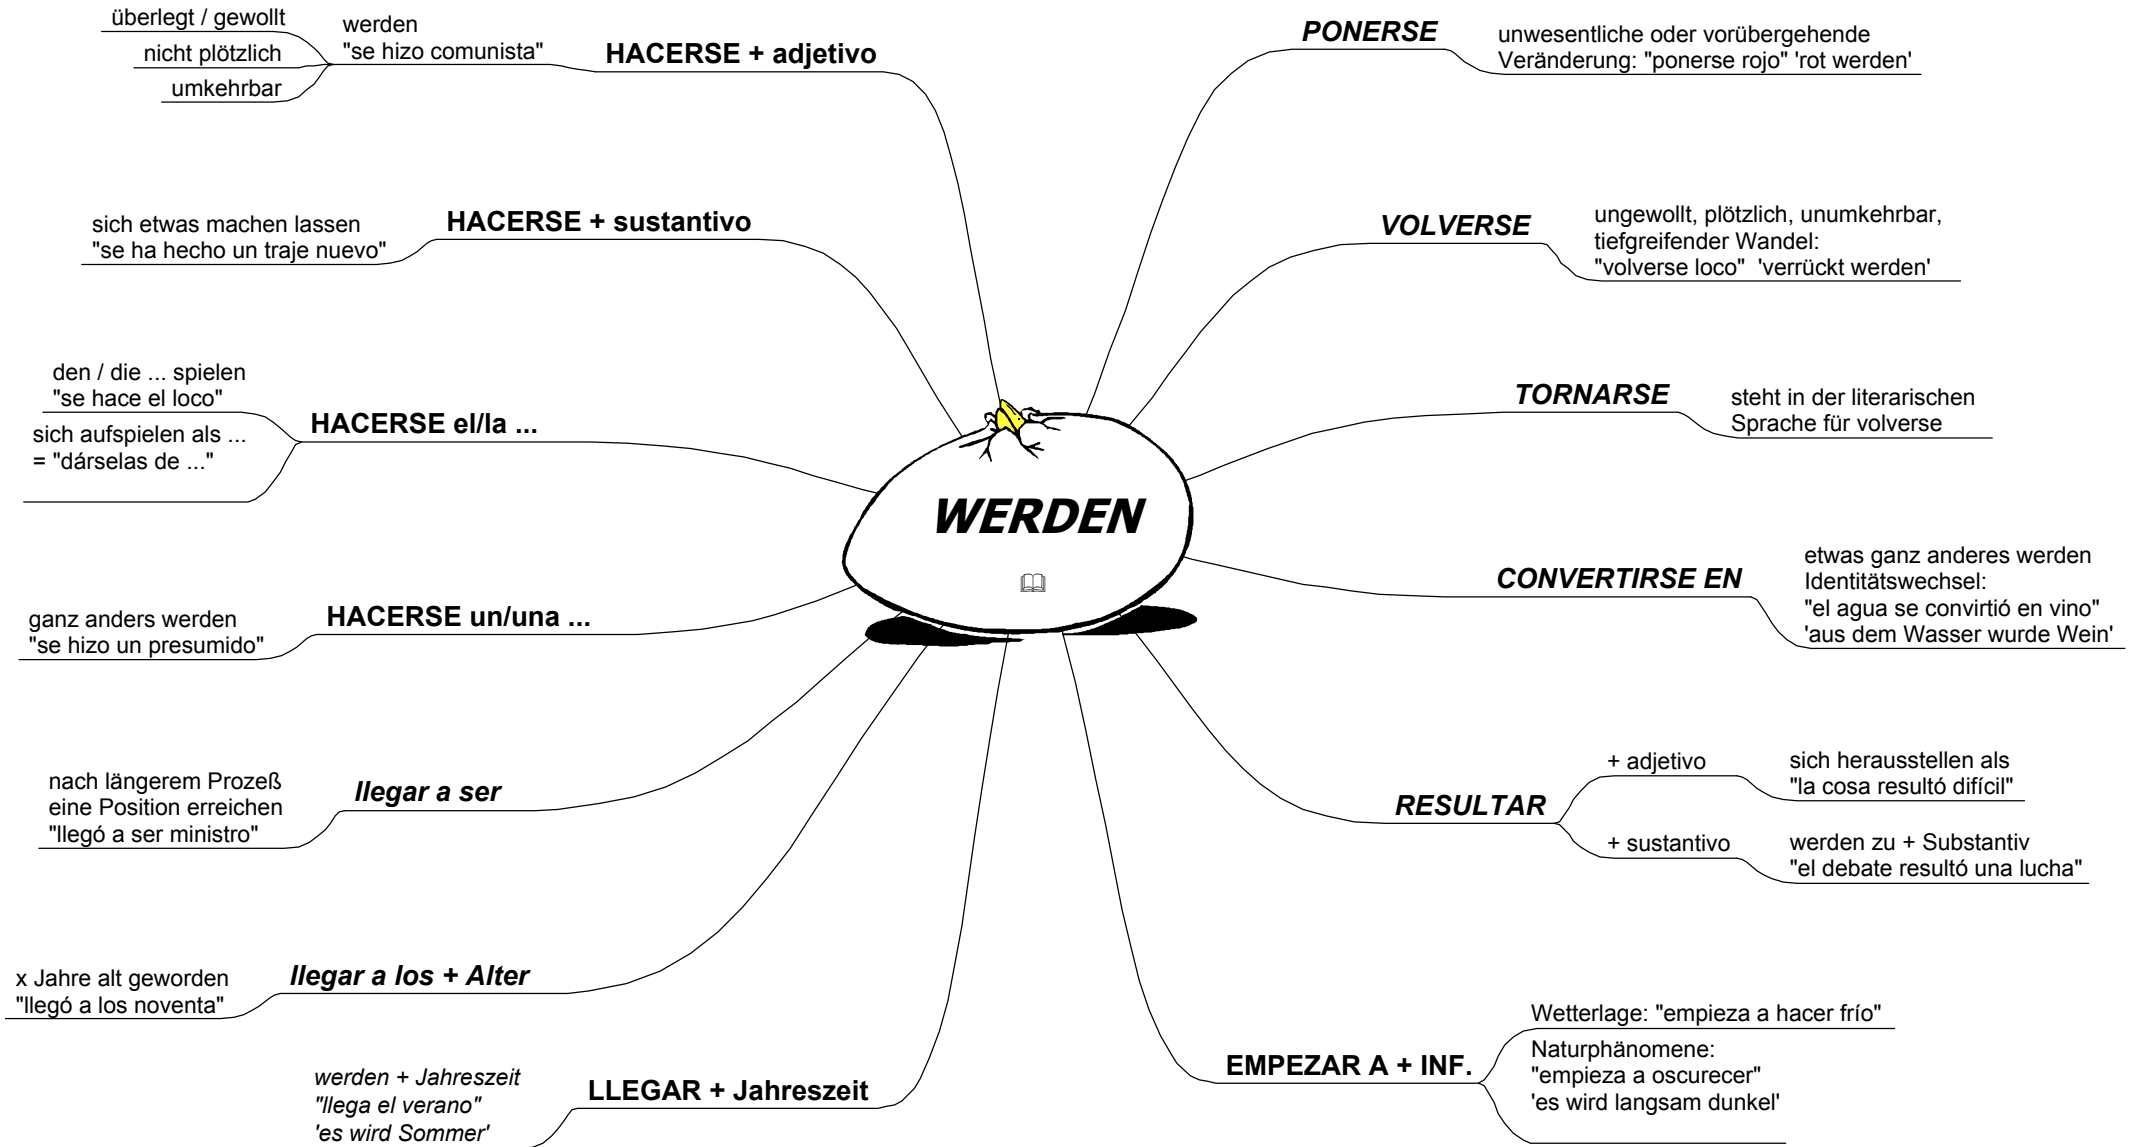 überlegt / gewollt
nicht plötzlich
umkehrbar
werden
"se hizo comunista"
HACERSE + adjetivo
sich etwas machen lassen
"se ha hecho un traje nuevo"
HACERSE + sustantivo
den / die ... spielen
"se hace el loco"
sich aufspielen als ...
= "dárselas de ..."
HACERSE el/la ...
ganz anders werden
"se hizo un presumido"
HACERSE un/una ...
nach längerem Prozeß
eine Position erreichen
"llegó a ser ministro"
llegar a ser
x Jahre alt geworden
"llegó a los noventa"
llegar a los + Alter
werden + Jahreszeit
"llega el verano"
'es wird Sommer'
LLEGAR + Jahreszeit
WERDEN
PONERSE
unwesentliche oder vorübergehende
Veränderung: "ponerse rojo" 'rot werden'
VOLVERSE
ungewollt, plötzlich, unumkehrbar,
tiefgreifender Wandel:
"volverse loco" 'verrückt werden'
TORNARSE
steht in der literarischen
Sprache für volverse
CONVERTIRSE EN
etwas ganz anderes werden
Identitätswechsel:
"el agua se convirtió en vino"
'aus dem Wasser wurde Wein'
RESULTAR
+ adjetivo
sich herausstellen als
"la cosa resultó difícil"
+ sustantivo
werden zu + Substantiv
"el debate resultó una lucha"
EMPEZAR A + INF.
Wetterlage: "empieza a hacer frío"
Naturphänomene:
"empieza a oscurecer"
'es wird langsam dunkel'